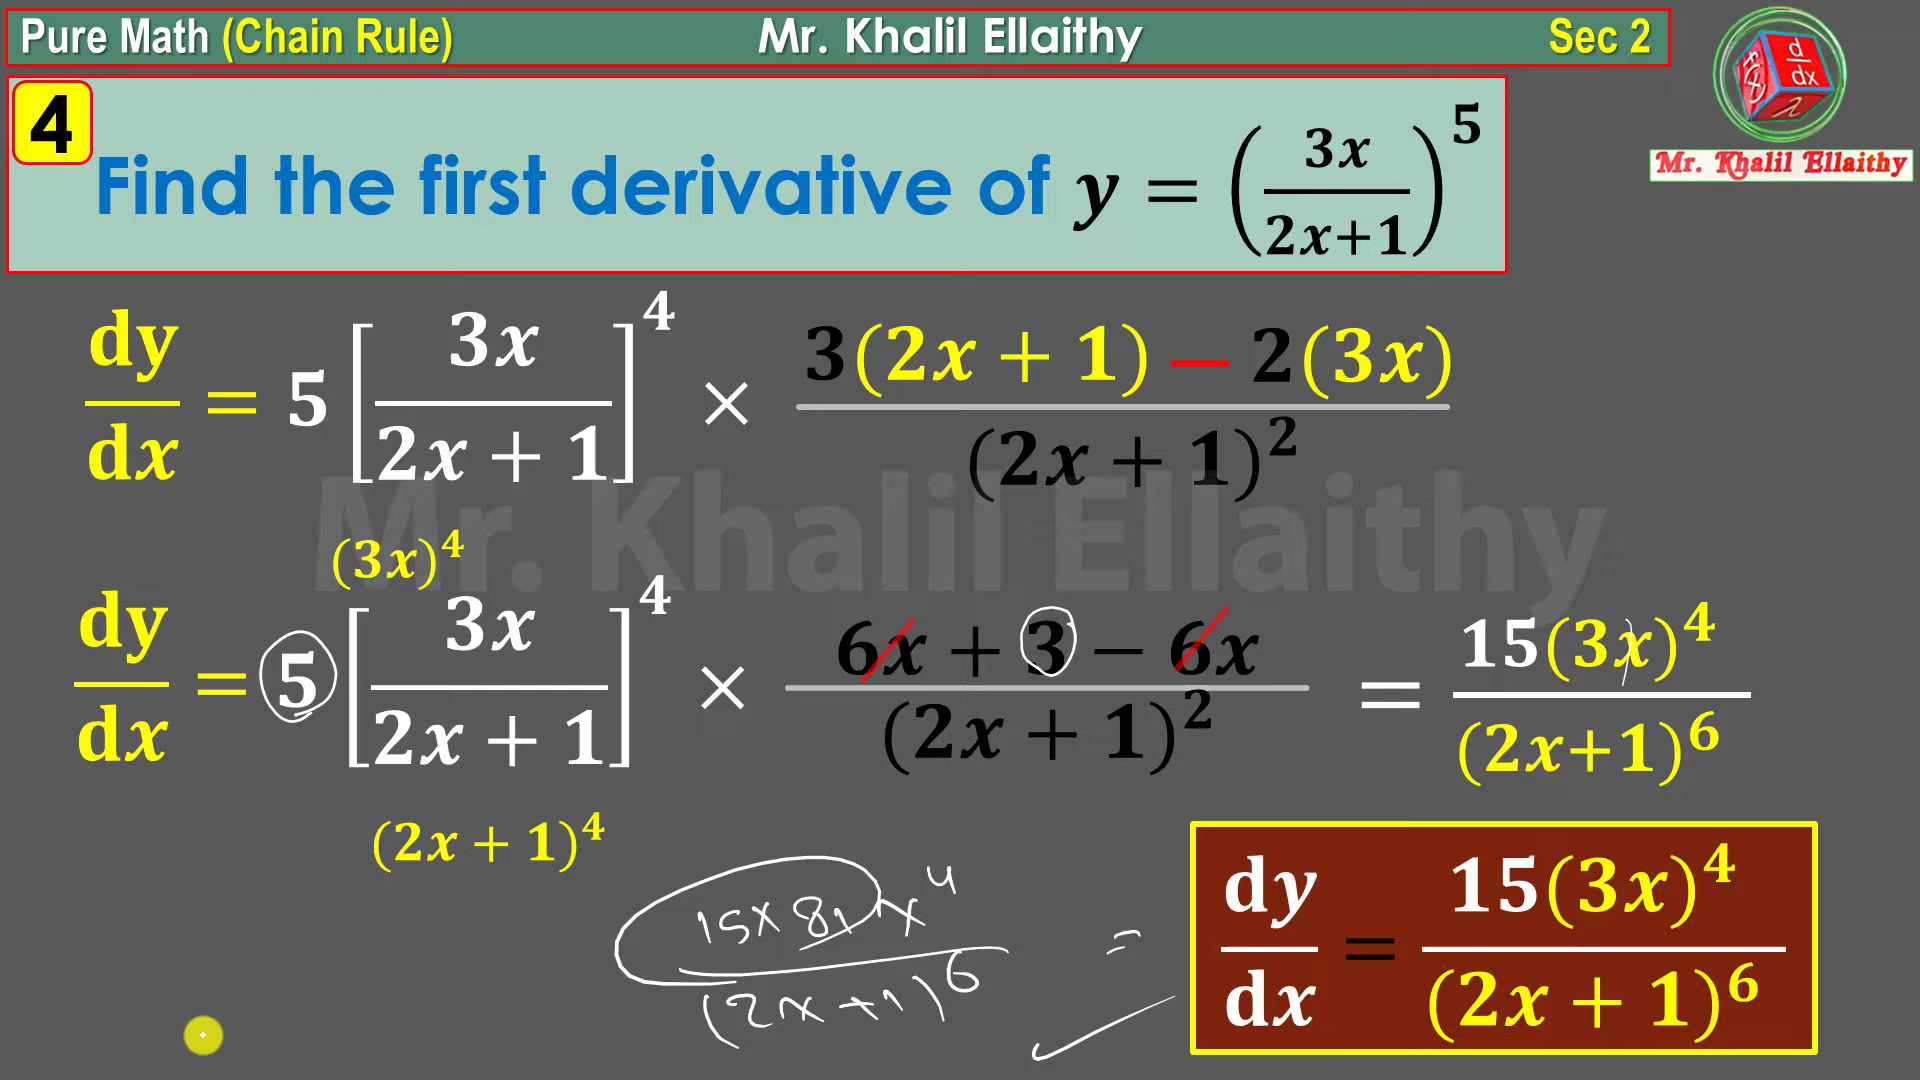 Pure Math (Chain Rule) Mr. Khalil Ellaithy Sec 2
d/dx
Mr. Khalil Ellaithy
4
Find the first derivative of y = (3x/(2x+1))^5
dy/dx = 5[3x/(2x + 1)]^4 × (3(2x + 1) − 2(3x))/(2x + 1)^2
Mr. Khalil Ellaithy
(3x)^4
dy/dx = 5[3x/(2x + 1)]^4 × (6x + 3 − 6x)/(2x + 1)^2 = 15(3x)^4/(2x+1)^6
(2x + 1)^4
15 × 81 x^4/(2x+1)^6 =
dy/dx = 15(3x)^4/(2x + 1)^6